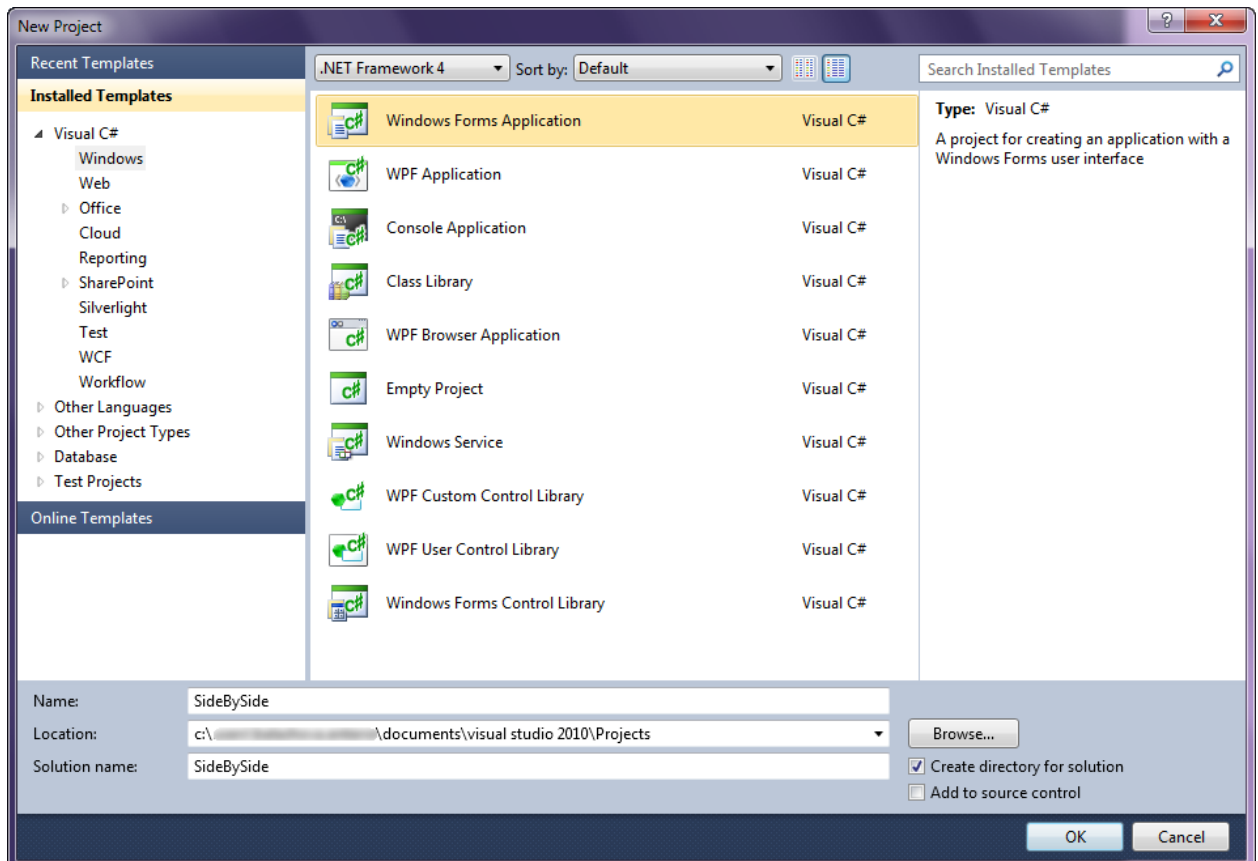 New Project
Recent Templates
.NET Framework 4 Sort by: Default
Search Installed Templates
Installed Templates
Visual C#
Windows
Web
Office
Cloud
Reporting
SharePoint
Silverlight
Test
WCF
Workflow
Other Languages
Other Project Types
Database
Test Projects
Online Templates
Windows Forms Application Visual C#
WPF Application Visual C#
Console Application Visual C#
Class Library Visual C#
WPF Browser Application Visual C#
Empty Project Visual C#
Windows Service Visual C#
WPF Custom Control Library Visual C#
WPF User Control Library Visual C#
Windows Forms Control Library Visual C#
Type: Visual C#
A project for creating an application with a
Windows Forms user interface
Name: SideBySide
Location: c:\ \documents\visual studio 2010\Projects Browse...
Solution name: SideBySide
Create directory for solution
Add to source control
OK Cancel